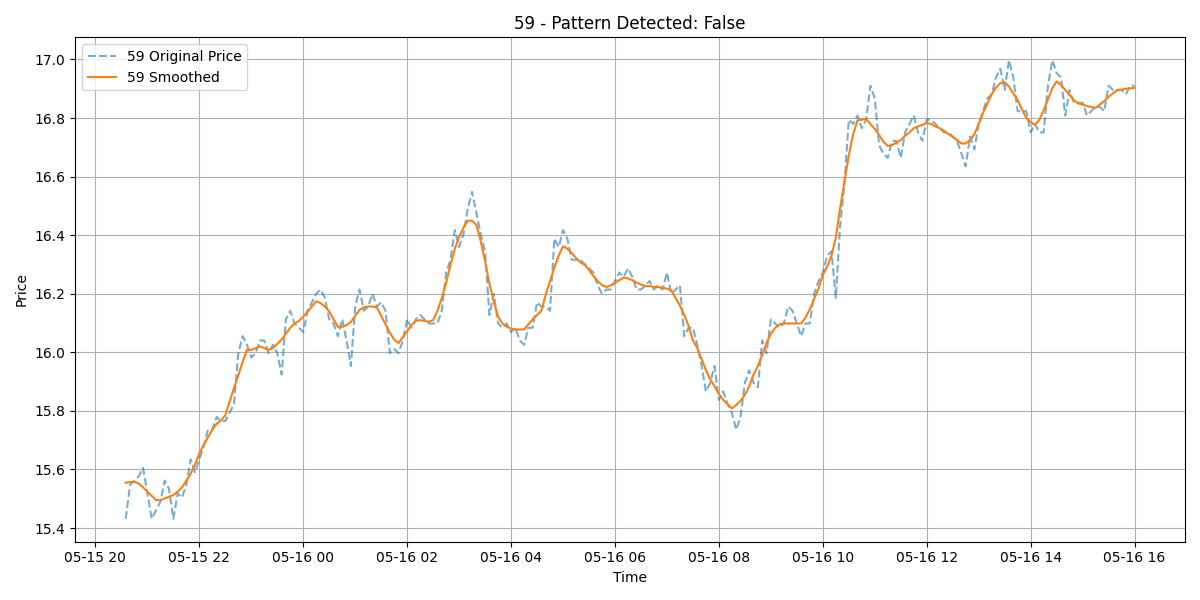 59 - Pattern Detected: False
59 Original Price
59 Smoothed
Price
17.0
16.8
16.6
16.4
16.2
16.0
15.8
15.6
15.4
05-15 20 05-15 22 05-16 00 05-16 02 05-16 04 05-16 06 05-16 08 05-16 10 05-16 12 05-16 14 05-16 16
Time